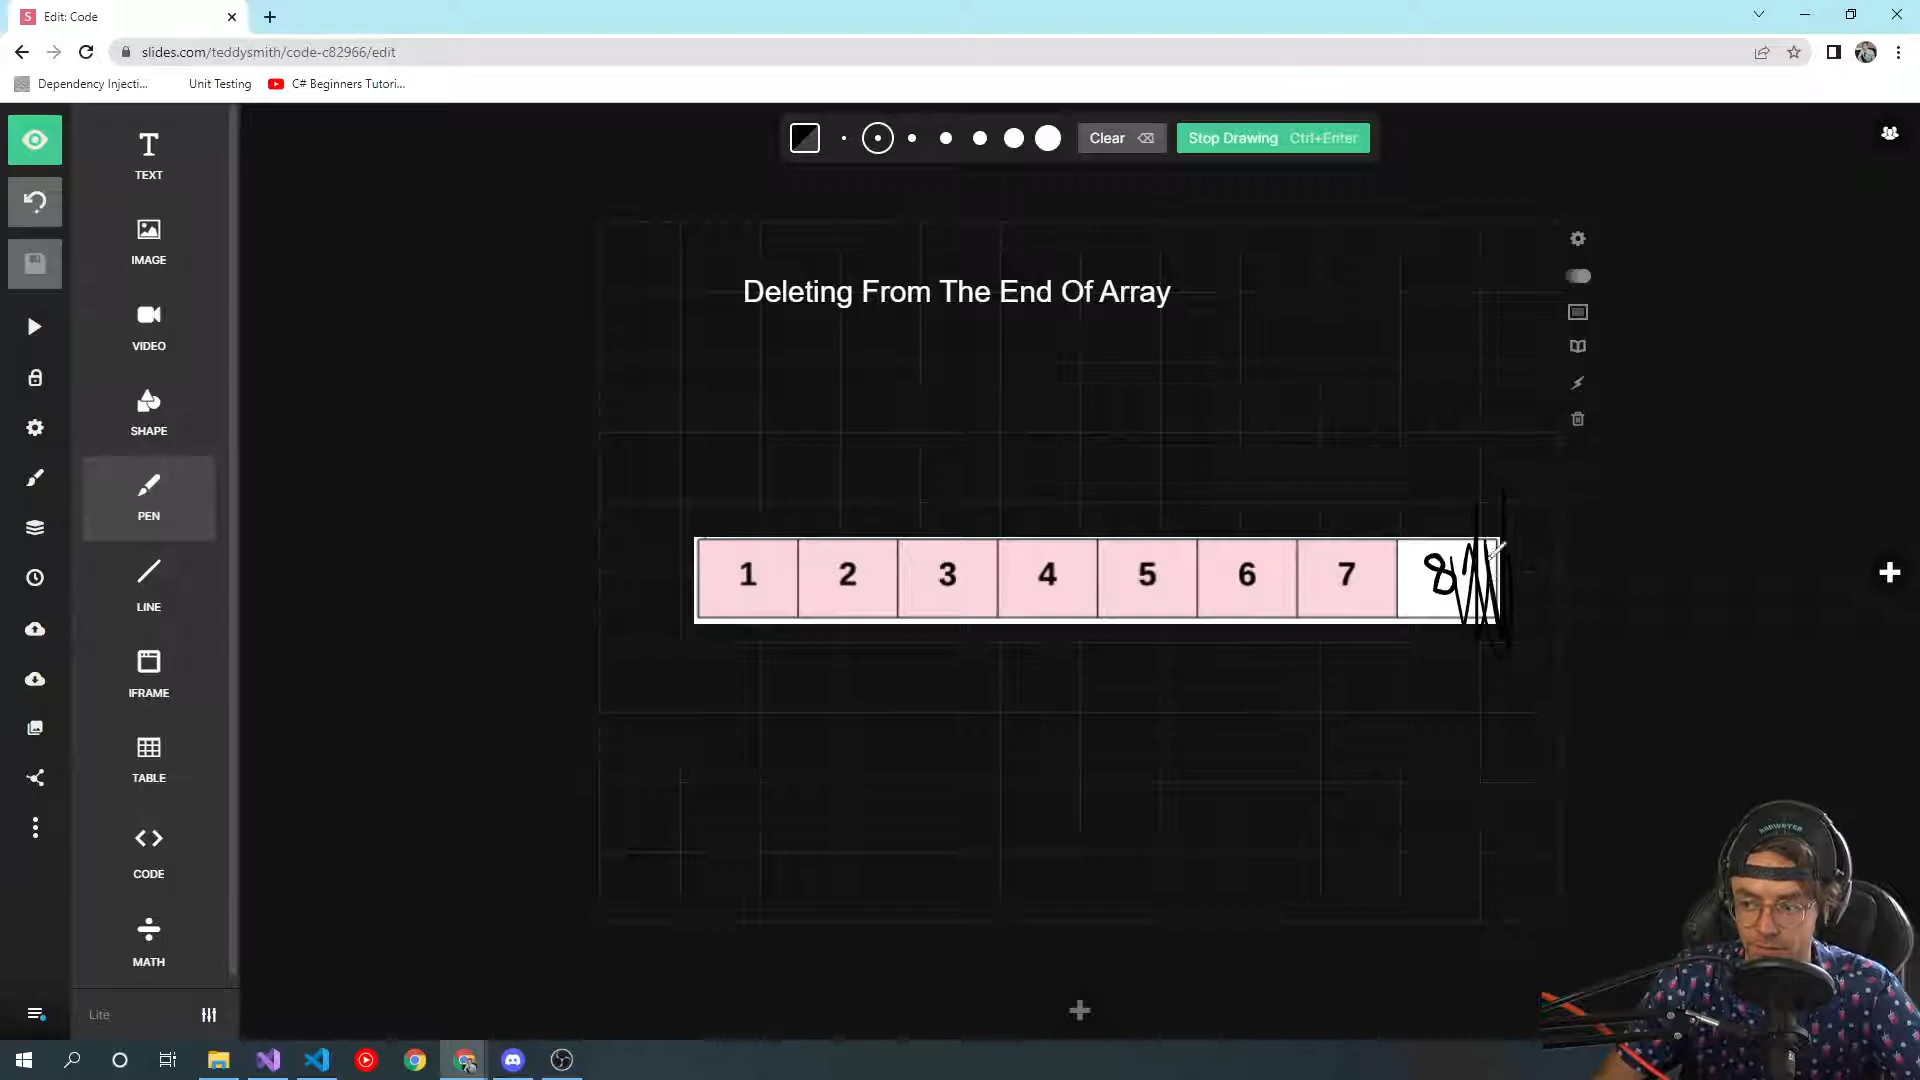 Edit: Code
slides.com/teddysmith/code-c82966/edit
Dependency Injecti...
Unit Testing
C# Beginners Tutori...
TEXT
IMAGE
VIDEO
SHAPE
PEN
LINE
IFRAME
TABLE
CODE
MATH
Lite
Clear
Stop Drawing Ctrl+Enter
Deleting From The End Of Array
1 2 3 4 5 6 7 8